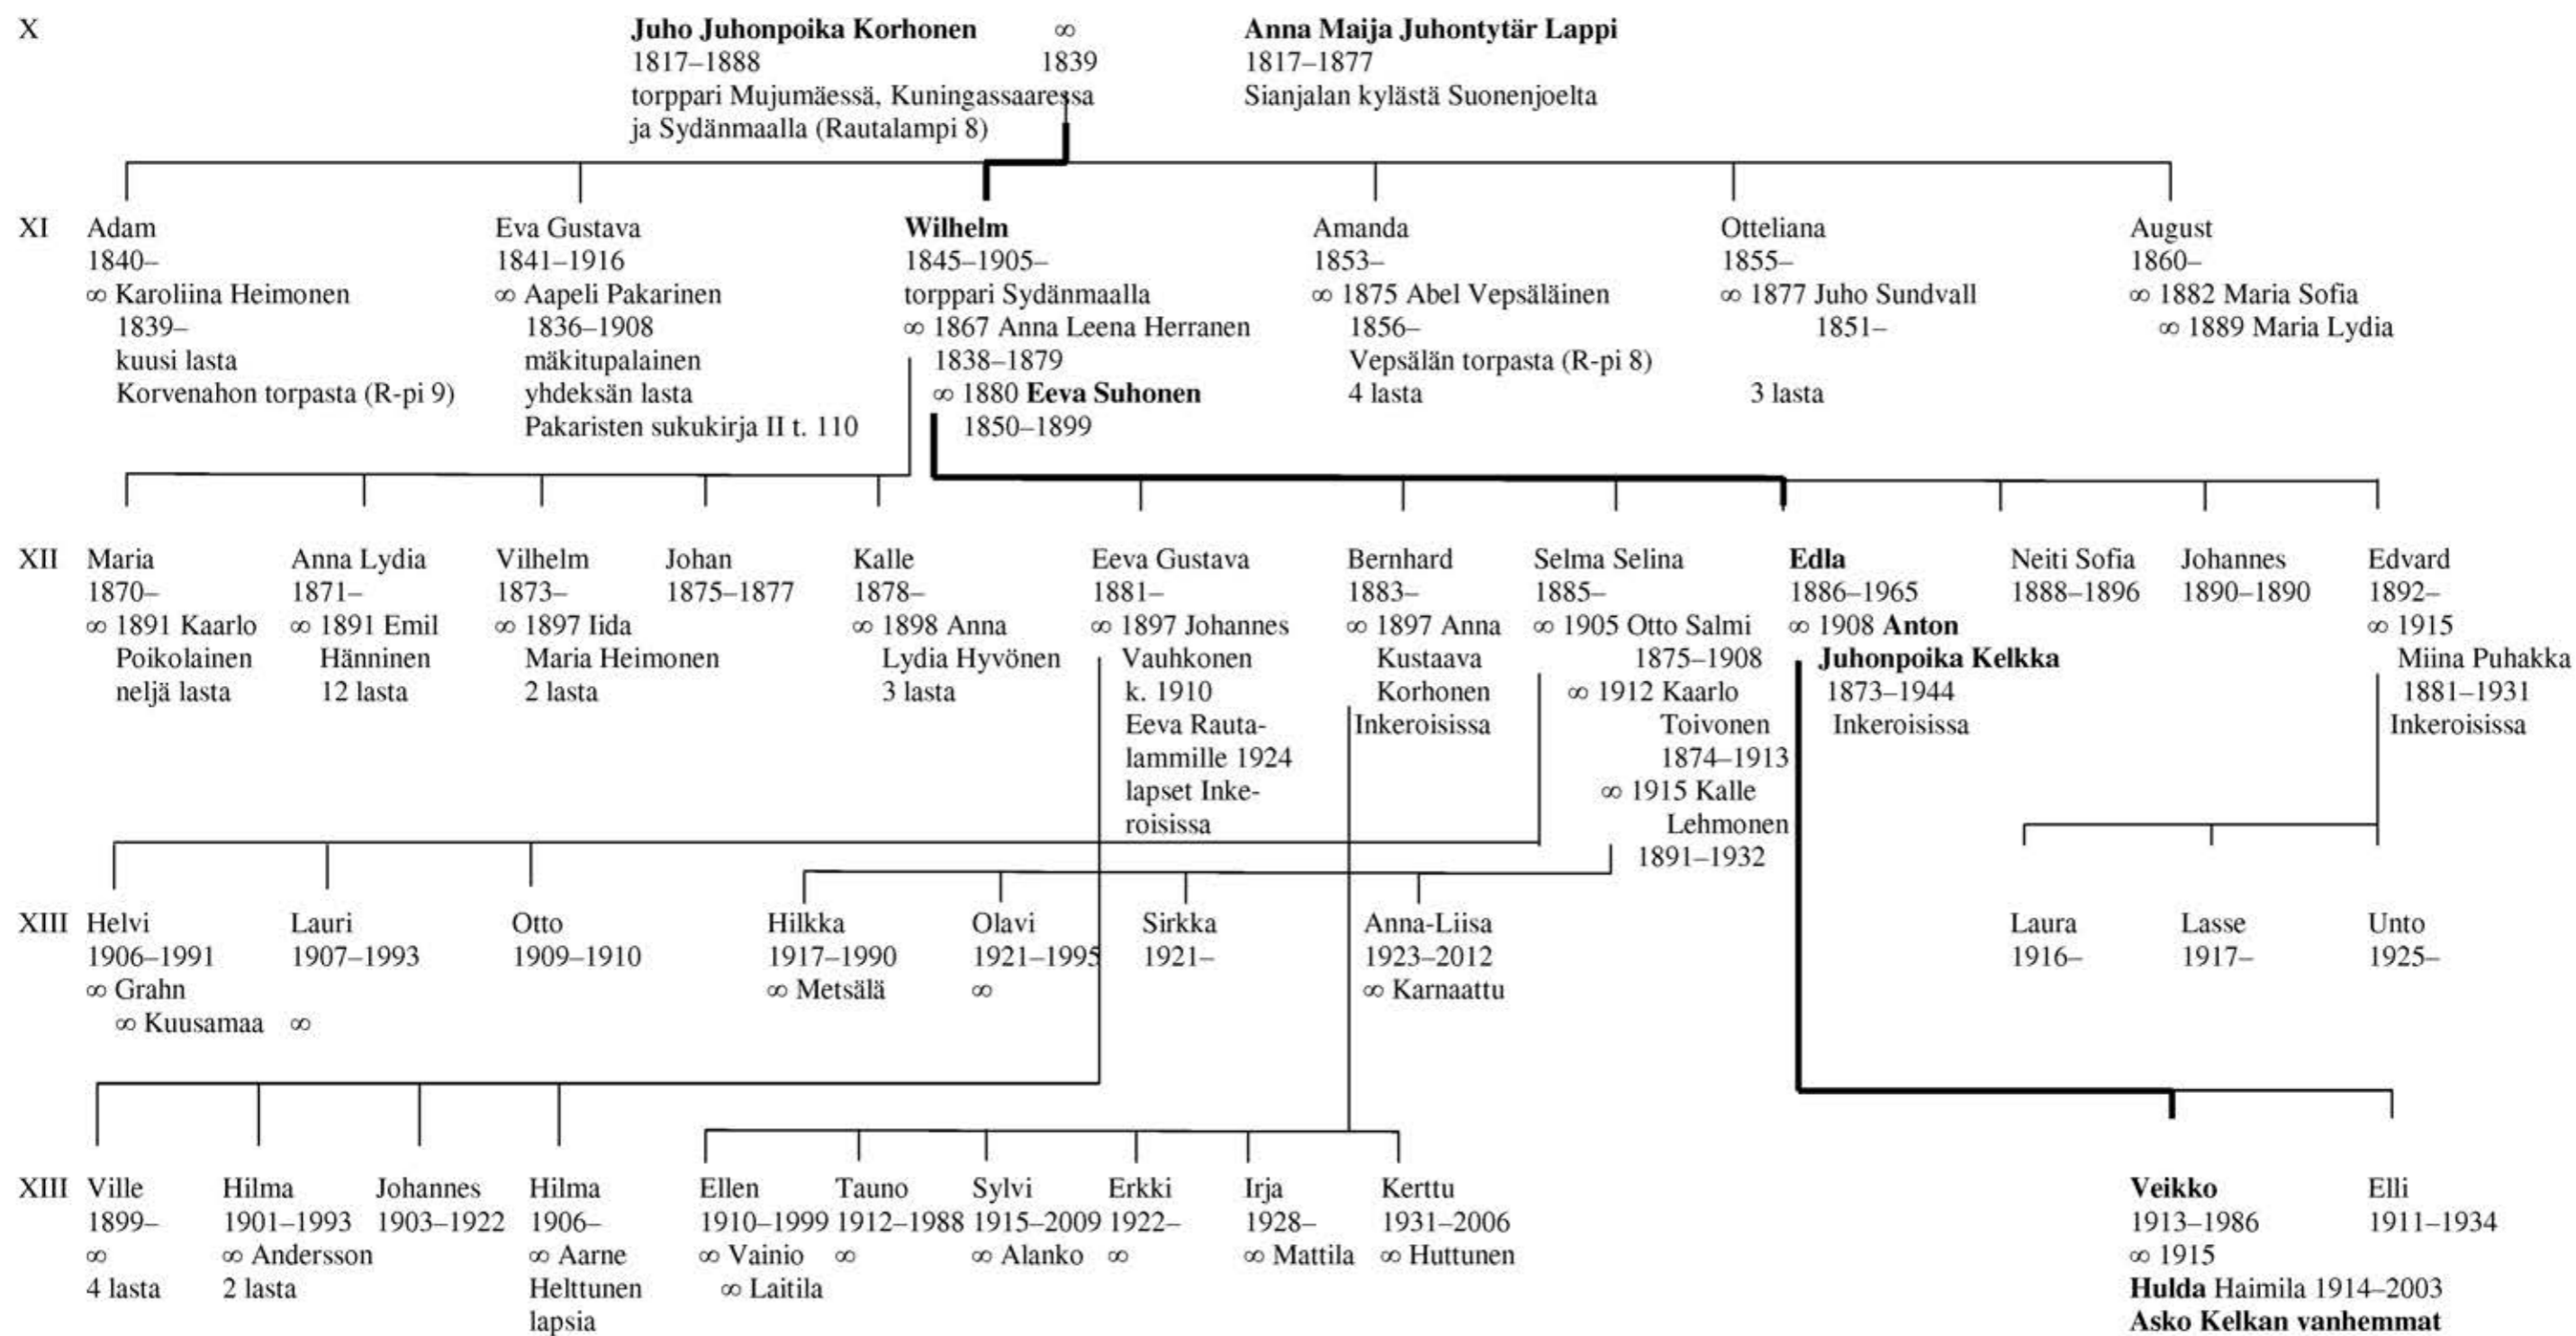 X
Juho Juhonpoika Korhonen ∞ Anna Maija Juhontytär Lappi
1817–1888 1839 1817–1877
torppari Mujumäessä, Kuningassaaressa Sianjalan kylästä Suonenjoelta
ja Sydänmaalla (Rautalampi 8)
XI
Adam
1840–
∞ Karoliina Heimonen
1839–
kuusi lasta
Korvenahon torpasta (R-pi 9)
Eva Gustava
1841–1916
∞ Aapeli Pakarinen
1836–1908
mäkitupalainen
yhdeksän lasta
Pakaristen sukukirja II t. 110
Wilhelm
1845–1905–
torppari Sydänmaalla
∞ 1867 Anna Leena Herranen
1838–1879
∞ 1880 Eeva Suhonen
1850–1899
Amanda
1853–
∞ 1875 Abel Vepsäläinen
1856–
Vepsälän torpasta (R-pi 8)
4 lasta
Otteliana
1855–
∞ 1877 Juho Sundvall
1851–
3 lasta
August
1860–
∞ 1882 Maria Sofia
∞ 1889 Maria Lydia
XII
Maria
1870–
∞ 1891 Kaarlo
Poikolainen
neljä lasta
Anna Lydia
1871–
∞ 1891 Emil
Hänninen
12 lasta
Vilhelm
1873–
∞ 1897 Iida
Maria Heimonen
2 lasta
Johan
1875–1877
Kalle
1878–
∞ 1898 Anna
Lydia Hyvönen
3 lasta
Eeva Gustava
1881–
∞ 1897 Johannes
Vauhkonen
k. 1910
Eeva Rauta-
lammille 1924
lapset Inke-
roisissa
Bernhard
1883–
∞ 1897 Anna
Kustaava
Korhonen
Inkeroisissa
Selma Selina
1885–
∞ 1905 Otto Salmi
1875–1908
∞ 1912 Kaarlo
Toivonen
1874–1913
∞ 1915 Kalle
Lehmonen
1891–1932
Edla
1886–1965
∞ 1908 Anton
Juhonpoika Kelkka
1873–1944
Inkeroisissa
Neiti Sofia
1888–1896
Johannes
1890–1890
Edvard
1892–
∞ 1915
Miina Puhakka
1881–1931
Inkeroisissa
XIII
Helvi
1906–1991
∞ Grahn
∞ Kuusamaa
Lauri
1907–1993
∞
Otto
1909–1910
Hilkka
1917–1990
∞ Metsälä
Olavi
1921–1995
∞
Sirkka
1921–
Anna-Liisa
1923–2012
∞ Karnaattu
Laura
1916–
Lasse
1917–
Unto
1925–
XIII
Ville
1899–
∞
4 lasta
Hilma
1901–1993
∞ Andersson
2 lasta
Johannes
1903–1922
Hilma
1906–
∞ Aarne
Helttunen
lapsia
Ellen
1910–1999
∞ Vainio
∞ Laitila
Tauno
1912–1988
∞
Sylvi
1915–2009
∞ Alanko
Erkki
1922–
∞
Irja
1928–
∞ Mattila
Kerttu
1931–2006
∞ Huttunen
Veikko
1913–1986
∞ 1915
Hulda Haimila 1914–2003
Asko Kelkan vanhemmat
Elli
1911–1934